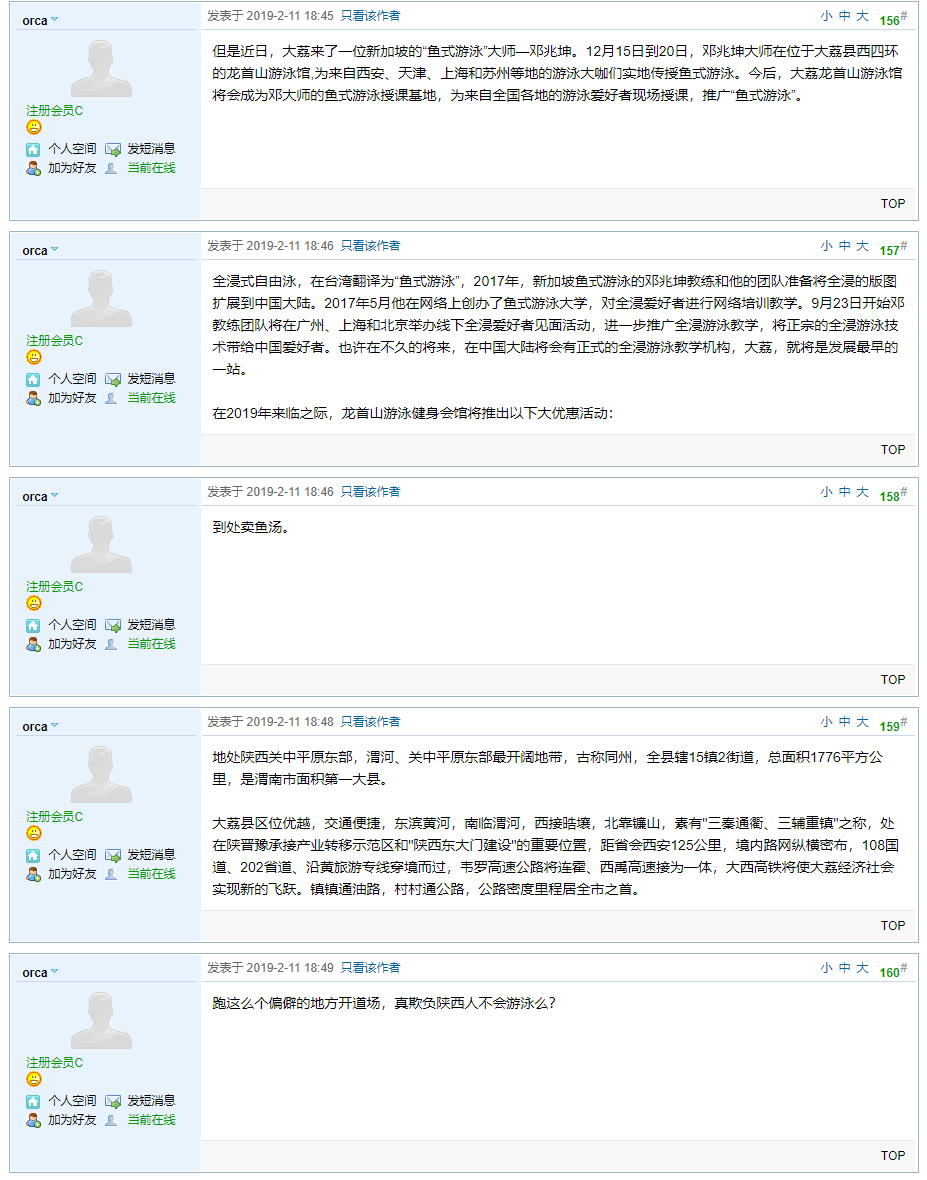 orca
发表于 2019-2-11 18:45 只看该作者
小 中 大 156#
注册会员C
个人空间 发短消息
加为好友 当前在线
但是近日，大荔来了一位新加坡的“鱼式游泳”大师—邓兆坤。12月15日到20日，邓兆坤大师在位于大荔县西四环
的龙首山游泳馆,为来自西安、天津、上海和苏州等地的游泳大咖们实地传授鱼式游泳。今后，大荔龙首山游泳馆
将会成为邓大师的鱼式游泳授课基地，为来自全国各地的游泳爱好者现场授课，推广“鱼式游泳”。
TOP
orca
发表于 2019-2-11 18:46 只看该作者
小 中 大 157#
注册会员C
个人空间 发短消息
加为好友 当前在线
全浸式自由泳，在台湾翻译为“鱼式游泳”，2017年，新加坡鱼式游泳的邓兆坤教练和他的团队准备将全浸的版图
扩展到中国大陆。2017年5月他在网络上创办了鱼式游泳大学，对全浸爱好者进行网络培训教学。9月23日开始邓
教练团队将在广州、上海和北京举办线下全浸爱好者见面活动，进一步推广全浸游泳教学，将正宗的全浸游泳技
术带给中国爱好者。也许在不久的将来，在中国大陆将会有正式的全浸游泳教学机构，大荔，就将是发展最早的
一站。
在2019年来临之际，龙首山游泳健身会馆将推出以下大优惠活动：
TOP
orca
发表于 2019-2-11 18:46 只看该作者
小 中 大 158#
注册会员C
个人空间 发短消息
加为好友 当前在线
到处卖鱼汤。
TOP
orca
发表于 2019-2-11 18:48 只看该作者
小 中 大 159#
注册会员C
个人空间 发短消息
加为好友 当前在线
地处陕西关中平原东部，渭河、关中平原东部最开阔地带，古称同州，全县辖15镇2街道，总面积1776平方公
里，是渭南市面积第一大县。
大荔县区位优越，交通便捷，东滨黄河，南临渭河，西接晧壤，北靠镰山，素有"三秦通衢、三辅重镇"之称，处
在陕晋豫承接产业转移示范区和"陕西东大门建设"的重要位置，距省会西安125公里，境内路网纵横密布，108国
道、202省道、沿黄旅游专线穿境而过，韦罗高速公路将连霍、西禹高速接为一体，大西高铁将使大荔经济社会
实现新的飞跃。镇镇通油路，村村通公路，公路密度里程居全市之首。
TOP
orca
发表于 2019-2-11 18:49 只看该作者
小 中 大 160#
注册会员C
个人空间 发短消息
加为好友 当前在线
跑这么个偏僻的地方开道场，真欺负陕西人不会游泳么？
TOP